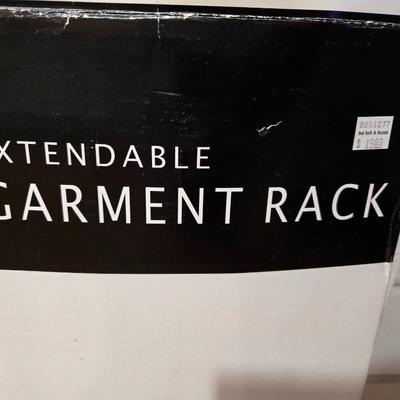 Bed Bath & Beyond
$ 19.99
XTENDABLE
GARMENT RACK